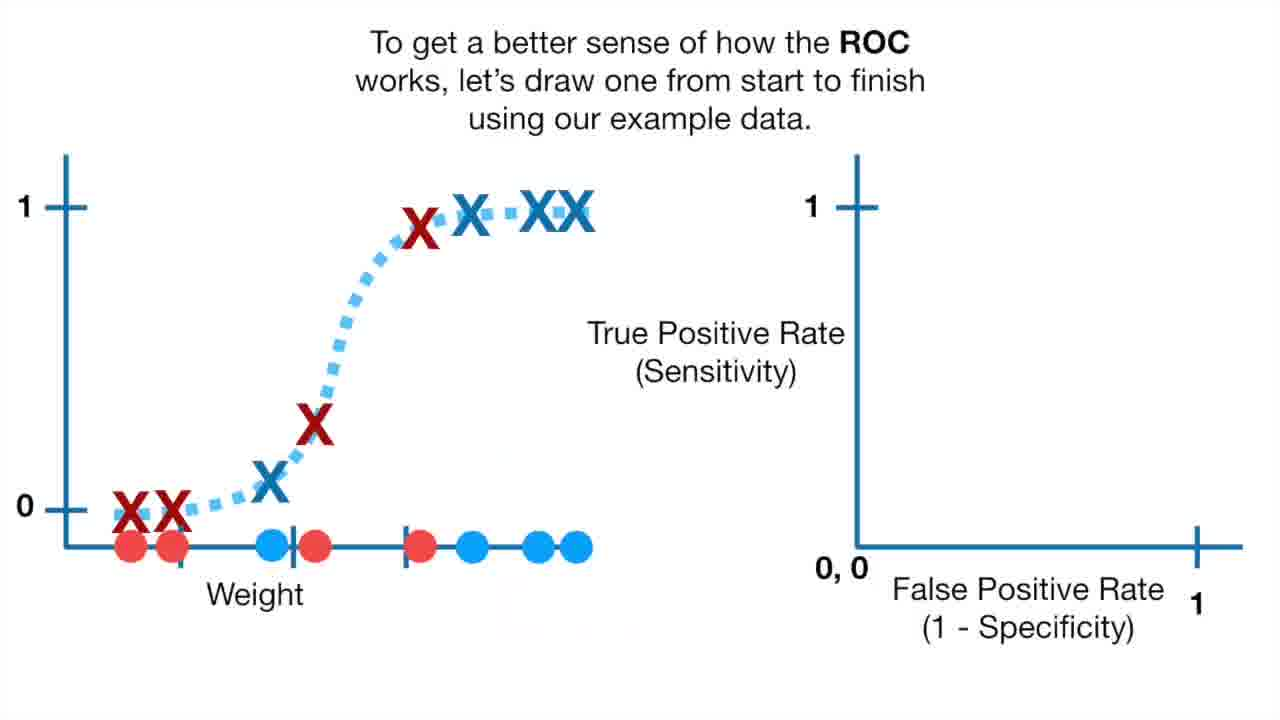 To get a better sense of how the ROC
works, let's draw one from start to finish
using our example data.
1
0
X X X X X X X X
Weight
1
True Positive Rate
(Sensitivity)
0, 0
False Positive Rate
(1 - Specificity)
1